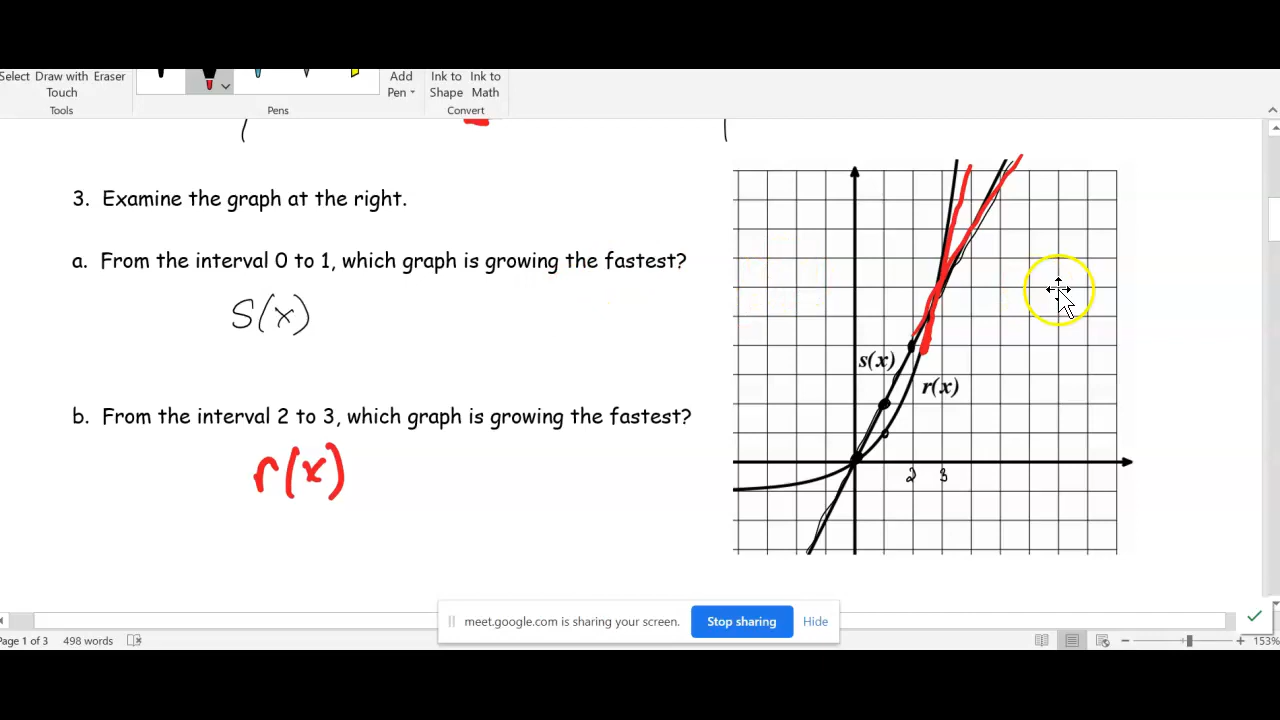 Select Draw with Eraser Add Ink to Ink to
Touch Pen Shape Math
Tools Pens Convert
3. Examine the graph at the right.
a. From the interval 0 to 1, which graph is growing the fastest?
S(x)
s(x)
r(x)
b. From the interval 2 to 3, which graph is growing the fastest?
r(x)
2 3
meet.google.com is sharing your screen. Stop sharing Hide
Page 1 of 3 498 words 153%